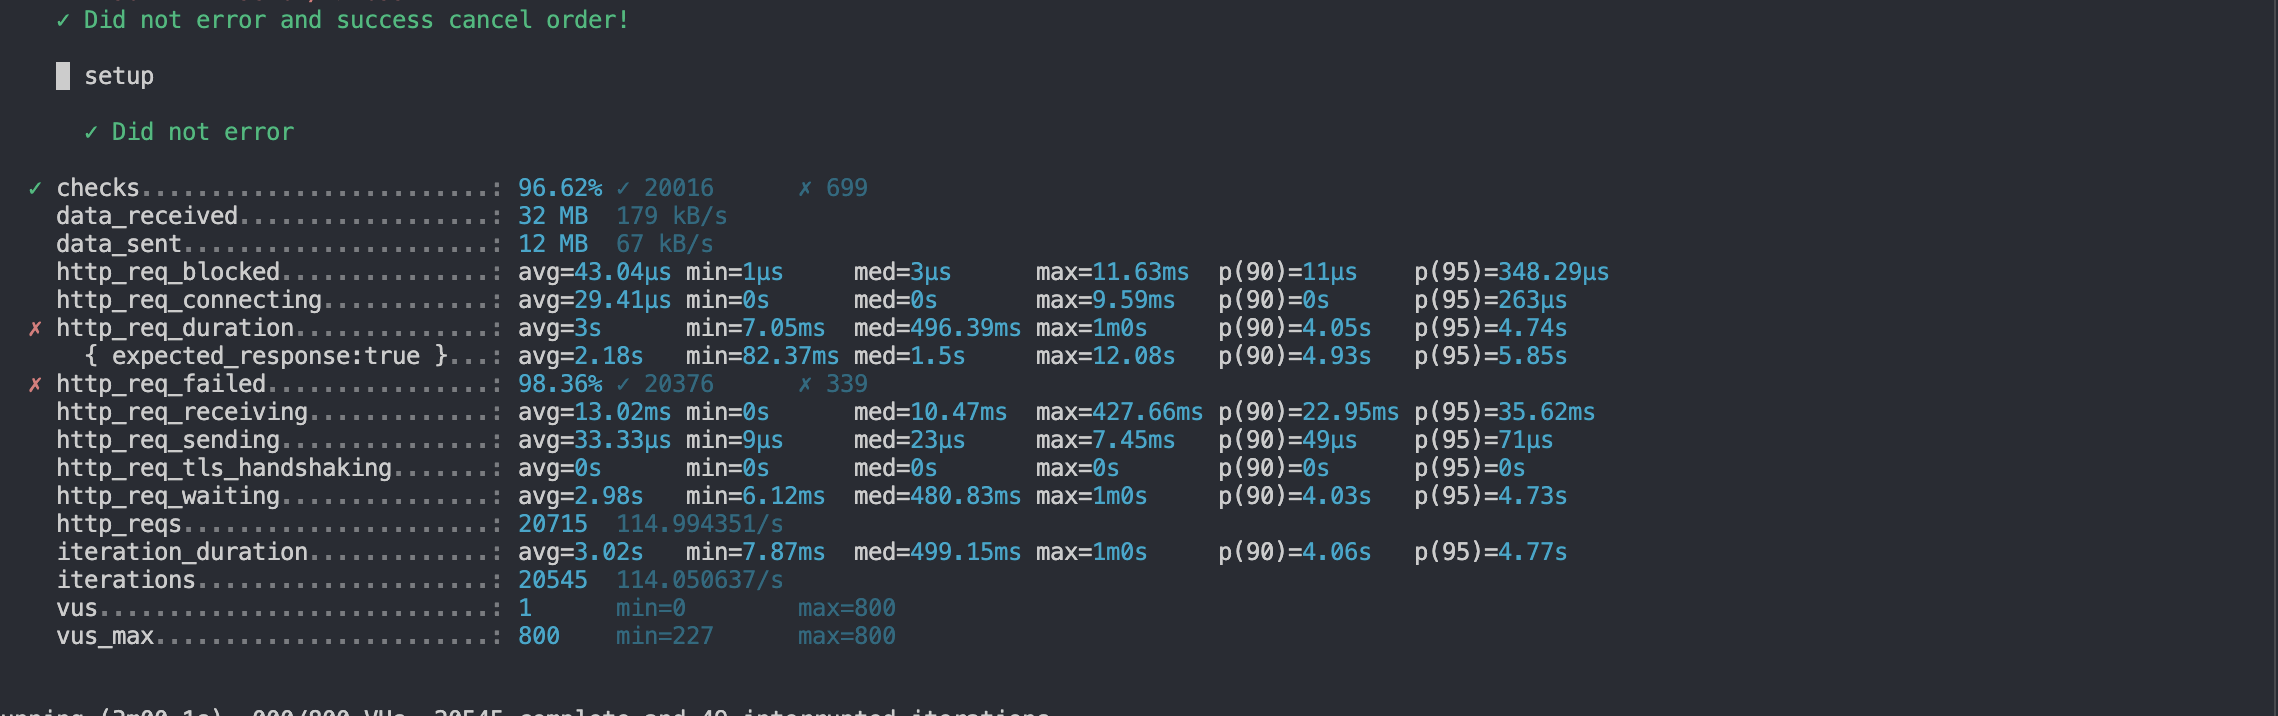 ✓ Did not error and success cancel order!
█ setup
✓ Did not error
✓ checks.........................: 96.62% ✓ 20016 ✗ 699
data_received..................: 32 MB 179 kB/s
data_sent......................: 12 MB 67 kB/s
http_req_blocked...............: avg=43.04µs min=1µs med=3µs max=11.63ms p(90)=11µs p(95)=348.29µs
http_req_connecting............: avg=29.41µs min=0s med=0s max=9.59ms p(90)=0s p(95)=263µs
✗ http_req_duration..............: avg=3s min=7.05ms med=496.39ms max=1m0s p(90)=4.05s p(95)=4.74s
{ expected_response:true }...: avg=2.18s min=82.37ms med=1.5s max=12.08s p(90)=4.93s p(95)=5.85s
✗ http_req_failed................: 98.36% ✓ 20376 ✗ 339
http_req_receiving.............: avg=13.02ms min=0s med=10.47ms max=427.66ms p(90)=22.95ms p(95)=35.62ms
http_req_sending...............: avg=33.33µs min=9µs med=23µs max=7.45ms p(90)=49µs p(95)=71µs
http_req_tls_handshaking.......: avg=0s min=0s med=0s max=0s p(90)=0s p(95)=0s
http_req_waiting...............: avg=2.98s min=6.12ms med=480.83ms max=1m0s p(90)=4.03s p(95)=4.73s
http_reqs......................: 20715 114.994351/s
iteration_duration.............: avg=3.02s min=7.87ms med=499.15ms max=1m0s p(90)=4.06s p(95)=4.77s
iterations.....................: 20545 114.050637/s
vus............................: 1 min=0 max=800
vus_max........................: 800 min=227 max=800